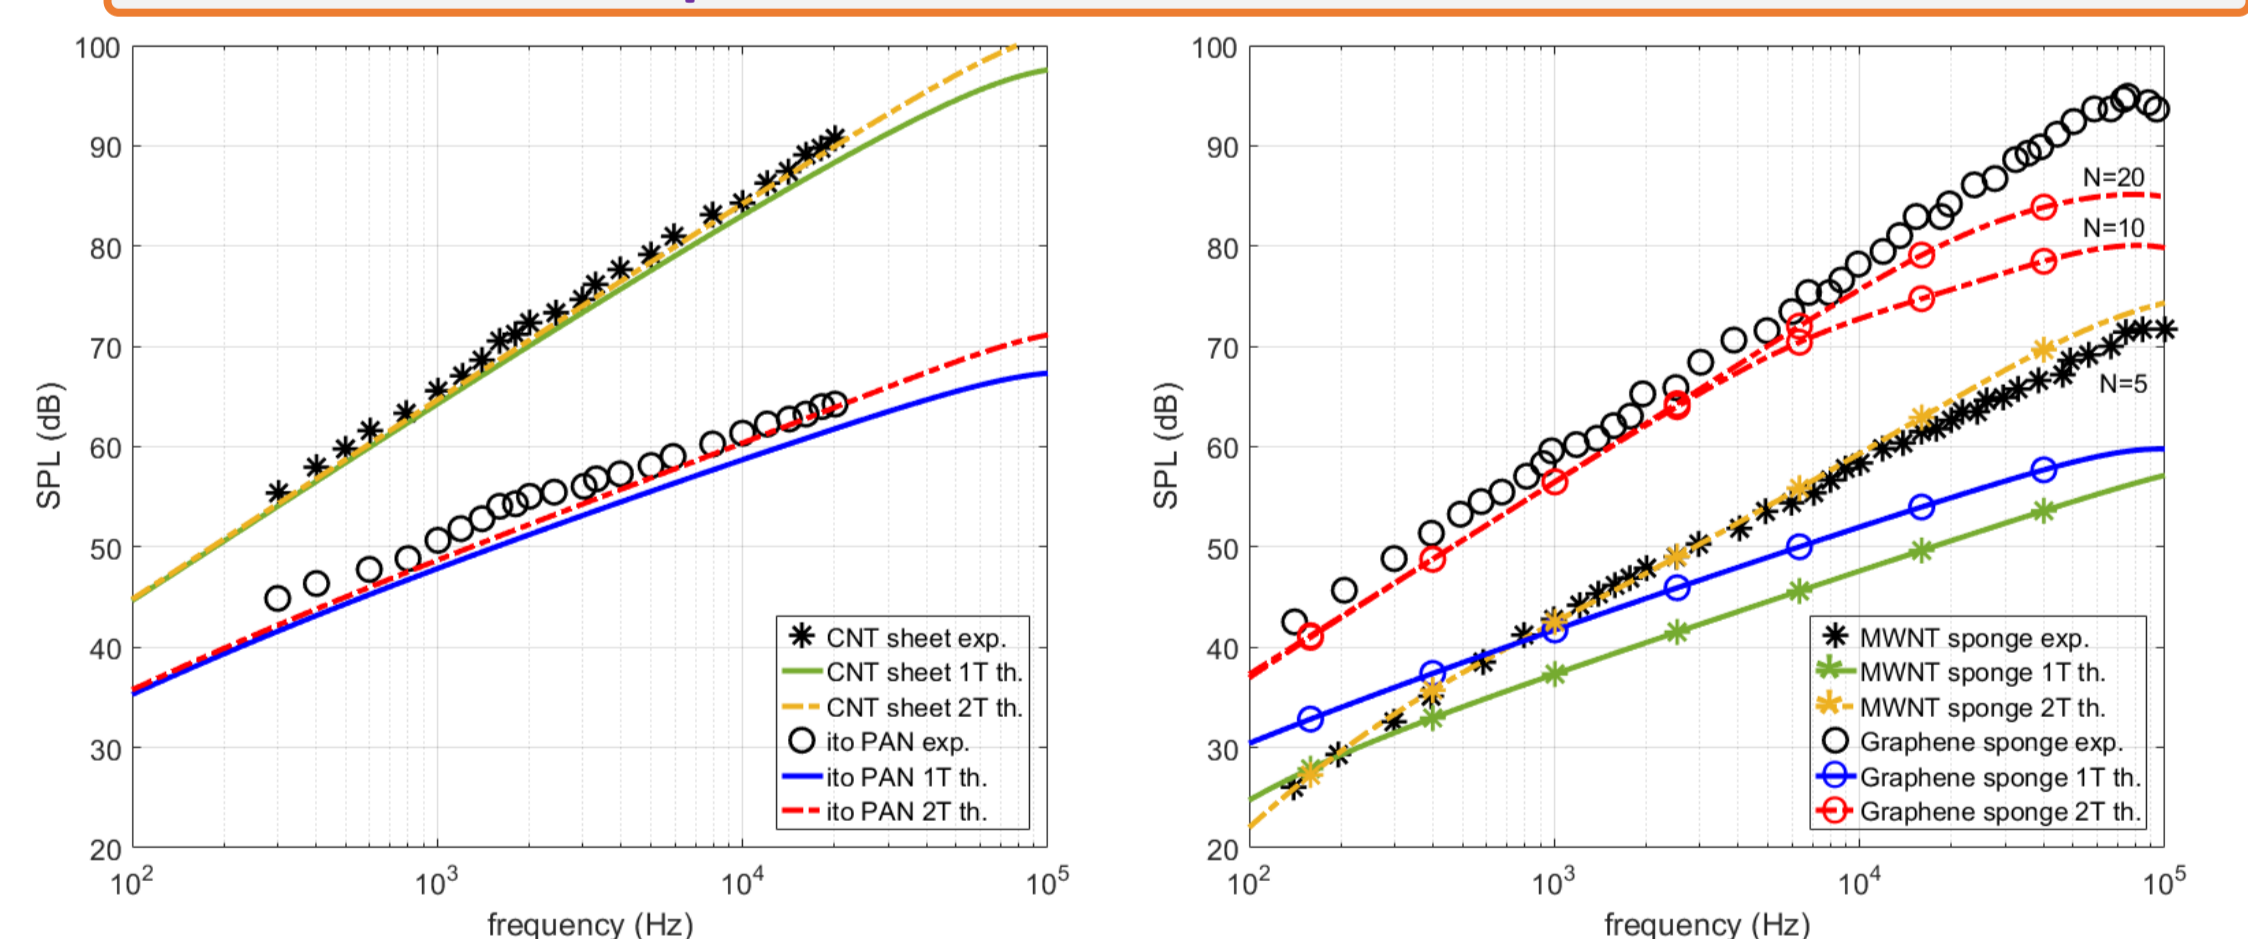 100
90
80
70
60
50
40
30
20
SPL (dB)
10^2
10^3
10^4
10^5
frequency (Hz)
CNT sheet exp.
CNT sheet 1T th.
CNT sheet 2T th.
ito PAN exp.
ito PAN 1T th.
ito PAN 2T th.
100
90
80
70
60
50
40
30
20
SPL (dB)
10^2
10^3
10^4
10^5
frequency (Hz)
N=20
N=10
N=5
MWNT sponge exp.
MWNT sponge 1T th.
MWNT sponge 2T th.
Graphene sponge exp.
Graphene sponge 1T th.
Graphene sponge 2T th.